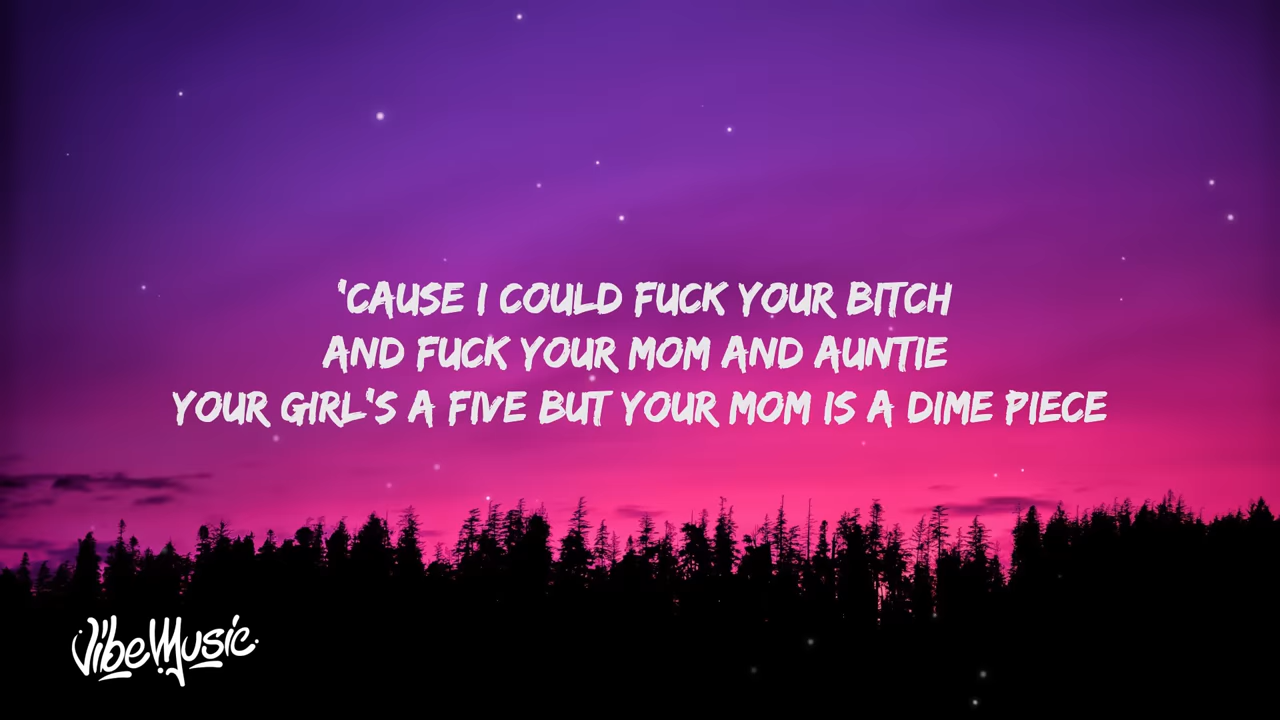 'CAUSE I COULD FUCK YOUR BITCH
AND FUCK YOUR MOM AND AUNTIE
YOUR GIRL'S A FIVE BUT YOUR MOM IS A DIME PIECE
VibeMusic